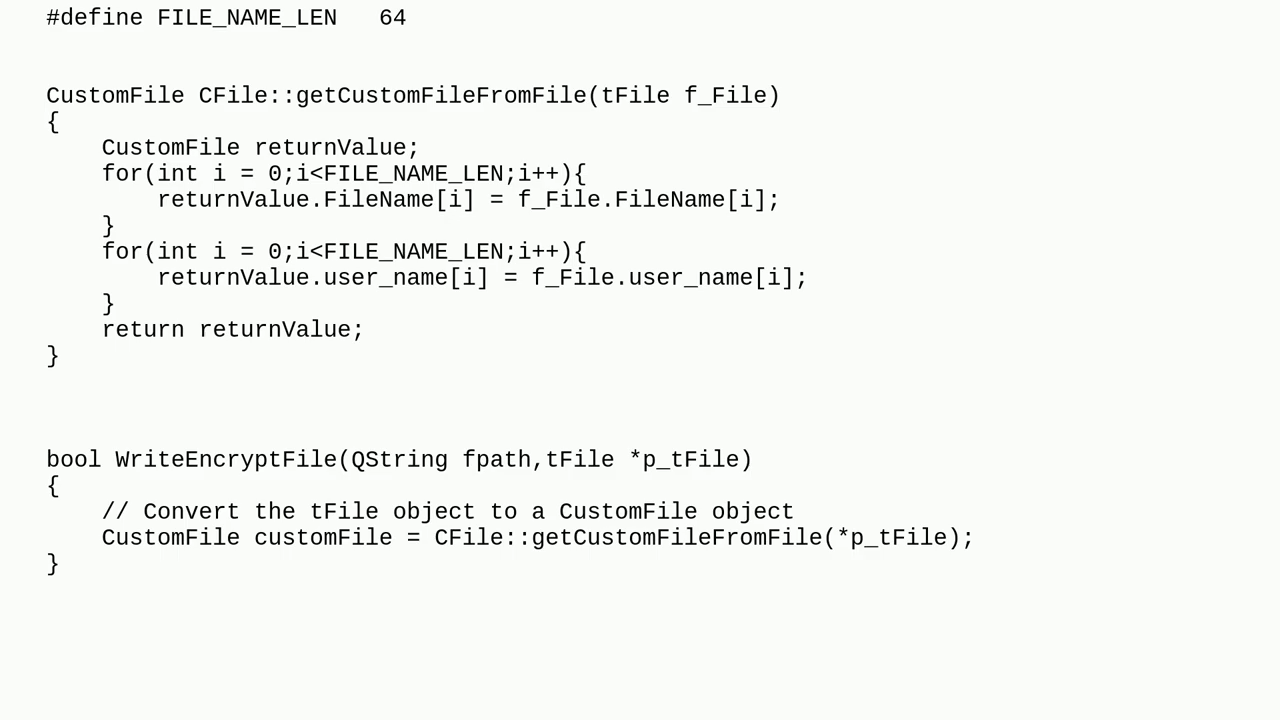 #define FILE_NAME_LEN   64
CustomFile CFile::getCustomFileFromFile(tFile f_File)
{
    CustomFile returnValue;
    for(int i = 0;i<FILE_NAME_LEN;i++){
        returnValue.FileName[i] = f_File.FileName[i];
    }
    for(int i = 0;i<FILE_NAME_LEN;i++){
        returnValue.user_name[i] = f_File.user_name[i];
    }
    return returnValue;
}
bool WriteEncryptFile(QString fpath,tFile *p_tFile)
{
    // Convert the tFile object to a CustomFile object
    CustomFile customFile = CFile::getCustomFileFromFile(*p_tFile);
}